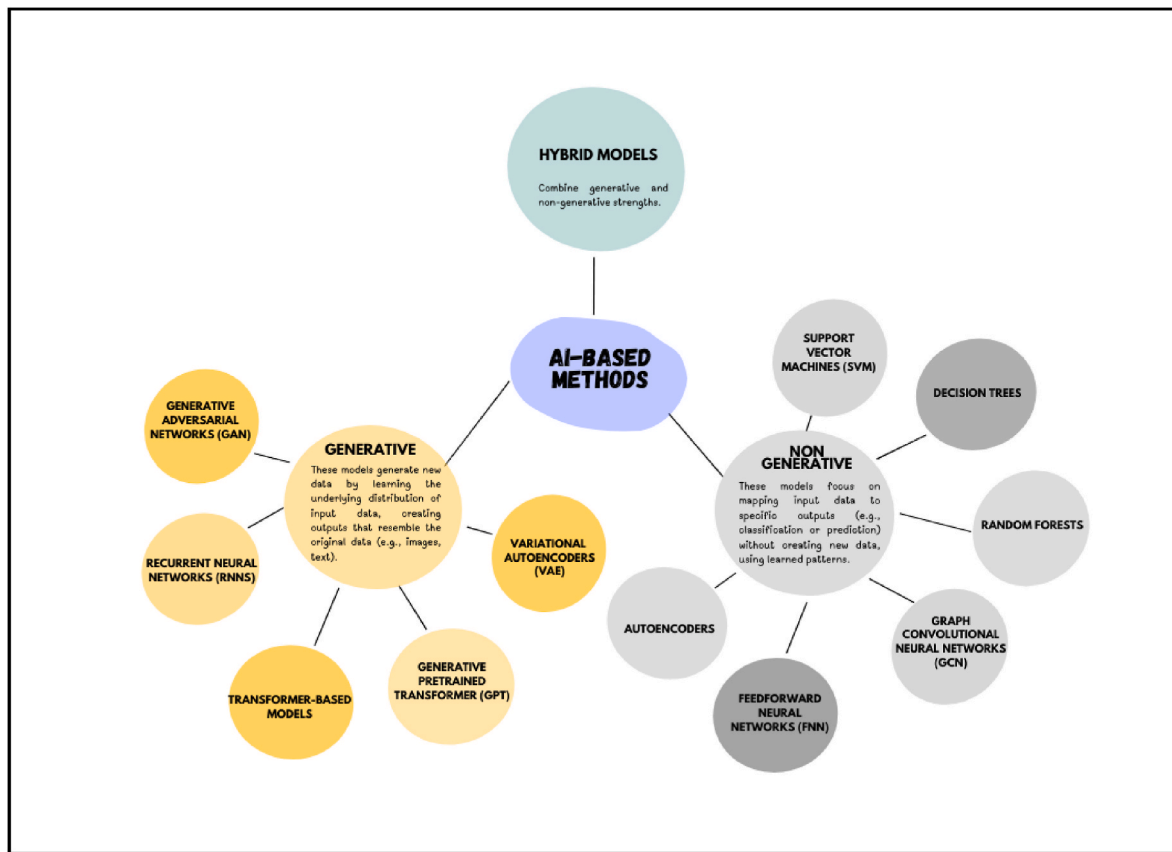 HYBRID MODELS
Combine generative and
non-generative strengths.
AI-BASED
METHODS
GENERATIVE
These models generate new
data by learning the
underlying distribution of
input data, creating
outputs that resemble the
original data (e.g., images,
text).
GENERATIVE
ADVERSARIAL
NETWORKS (GAN)
RECURRENT NEURAL
NETWORKS (RNNS)
TRANSFORMER-BASED
MODELS
GENERATIVE
PRETRAINED
TRANSFORMER (GPT)
VARIATIONAL
AUTOENCODERS
(VAE)
NON
GENERATIVE
These models focus on
mapping input data to
specific outputs (e.g.,
classification or prediction)
without creating new data,
using learned patterns.
SUPPORT
VECTOR
MACHINES (SVM)
DECISION TREES
RANDOM FORESTS
GRAPH
CONVOLUTIONAL
NEURAL NETWORKS
(GCN)
FEEDFORWARD
NEURAL
NETWORKS (FNN)
AUTOENCODERS